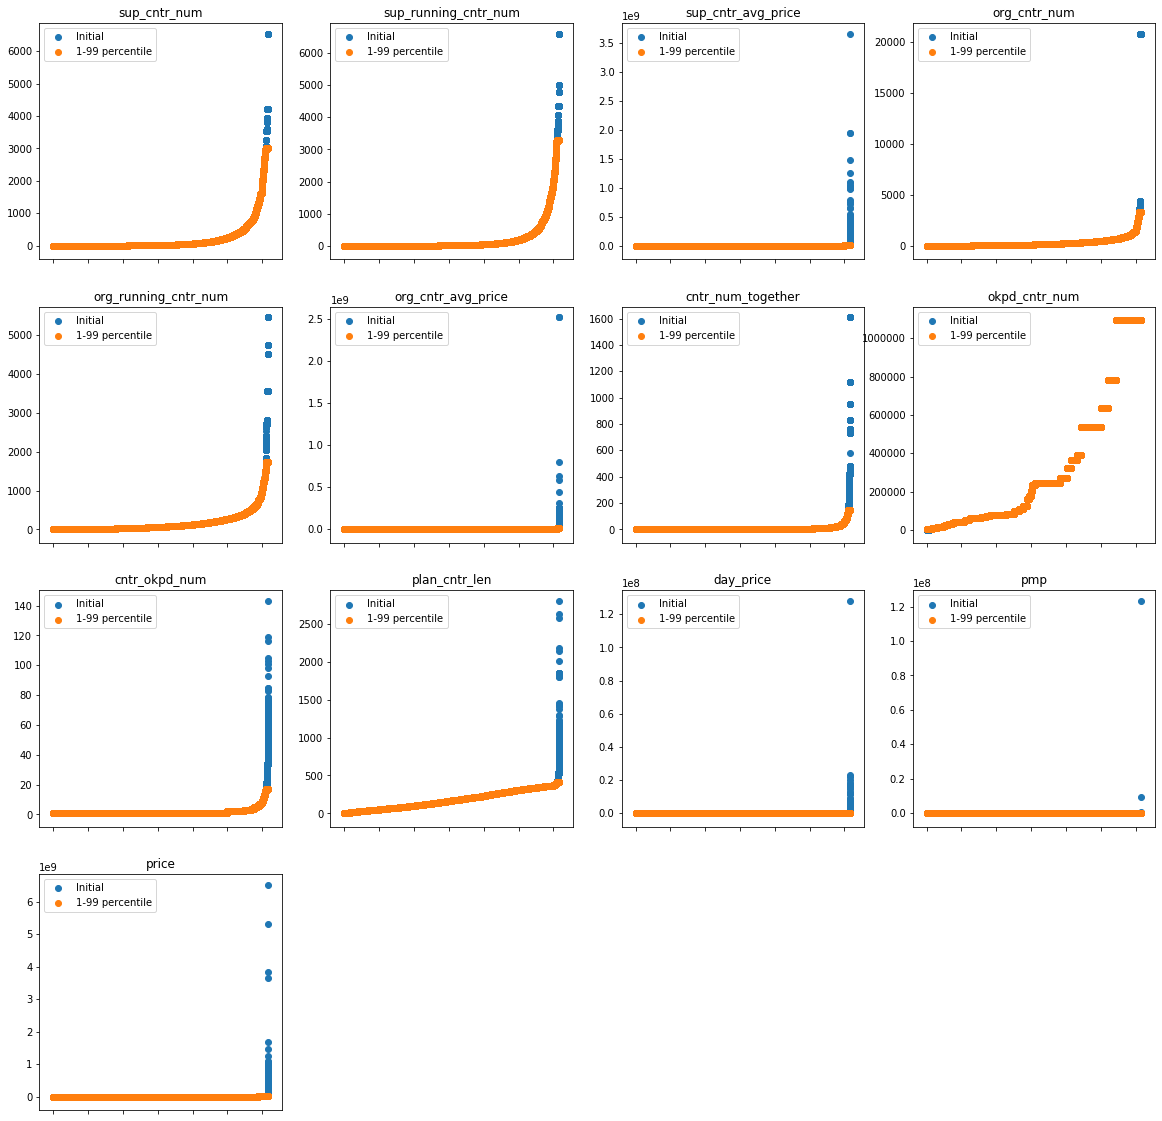 sup_cntr_num
6000
5000
4000
3000
2000
1000
0
Initial
1-99 percentile
sup_running_cntr_num
6000
5000
4000
3000
2000
1000
0
Initial
1-99 percentile
sup_cntr_avg_price
1e9
3.5
3.0
2.5
2.0
1.5
1.0
0.5
0.0
Initial
1-99 percentile
org_cntr_num
20000
15000
10000
5000
0
Initial
1-99 percentile
org_running_cntr_num
5000
4000
3000
2000
1000
0
Initial
1-99 percentile
org_cntr_avg_price
1e9
2.5
2.0
1.5
1.0
0.5
0.0
Initial
1-99 percentile
cntr_num_together
1600
1400
1200
1000
800
600
400
200
0
Initial
1-99 percentile
okpd_cntr_num
1000000
800000
600000
400000
200000
0
Initial
1-99 percentile
cntr_okpd_num
140
120
100
80
60
40
20
0
Initial
1-99 percentile
plan_cntr_len
2500
2000
1500
1000
500
0
Initial
1-99 percentile
day_price
1e8
1.2
1.0
0.8
0.6
0.4
0.2
0.0
Initial
1-99 percentile
pmp
1e8
1.2
1.0
0.8
0.6
0.4
0.2
0.0
Initial
1-99 percentile
price
1e9
6
5
4
3
2
1
0
Initial
1-99 percentile